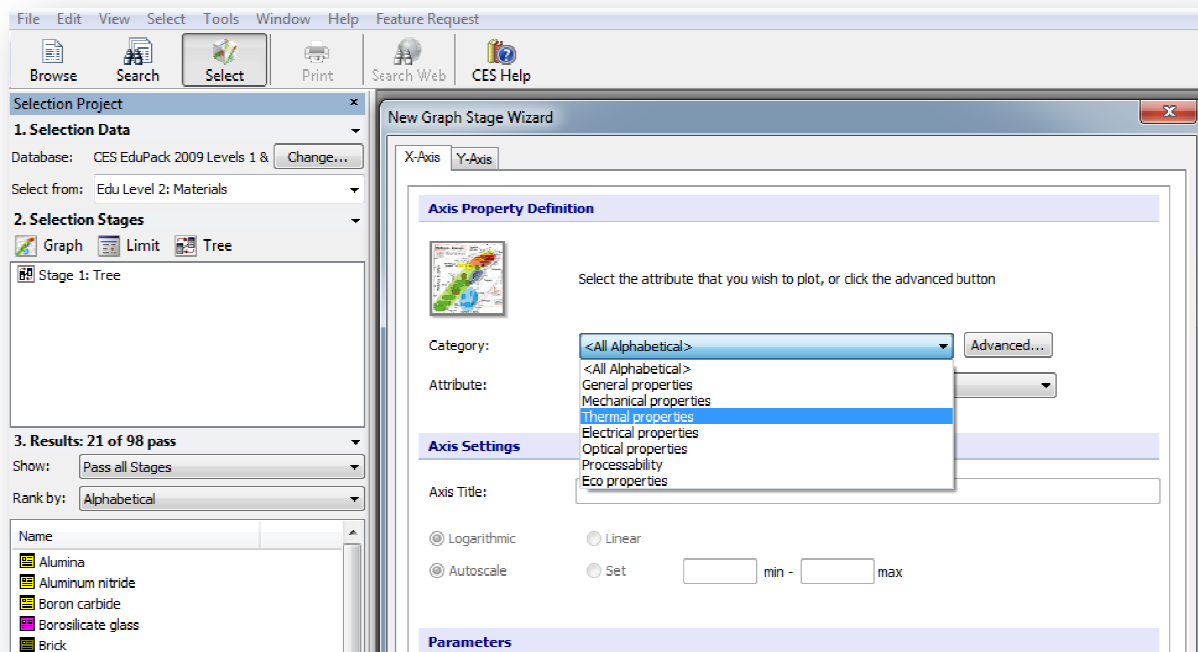 File Edit View Select Tools Window Help Feature Request
Browse Search Select Print Search Web CES Help
Selection Project
1. Selection Data
Database: CES EduPack 2009 Levels 1 & Change...
Select from: Edu Level 2: Materials
2. Selection Stages
Graph Limit Tree
Stage 1: Tree
3. Results: 21 of 98 pass
Show: Pass all Stages
Rank by: Alphabetical
Name
Alumina
Aluminum nitride
Boron carbide
Borosilicate glass
Brick
New Graph Stage Wizard
X-Axis Y-Axis
Axis Property Definition
Select the attribute that you wish to plot, or click the advanced button
Category: <All Alphabetical> Advanced...
<All Alphabetical>
Attribute: General properties
Mechanical properties
Thermal properties
Electrical properties
Axis Settings Optical properties
Processability
Eco properties
Axis Title:
Logarithmic Linear
Autoscale Set min - max
Parameters